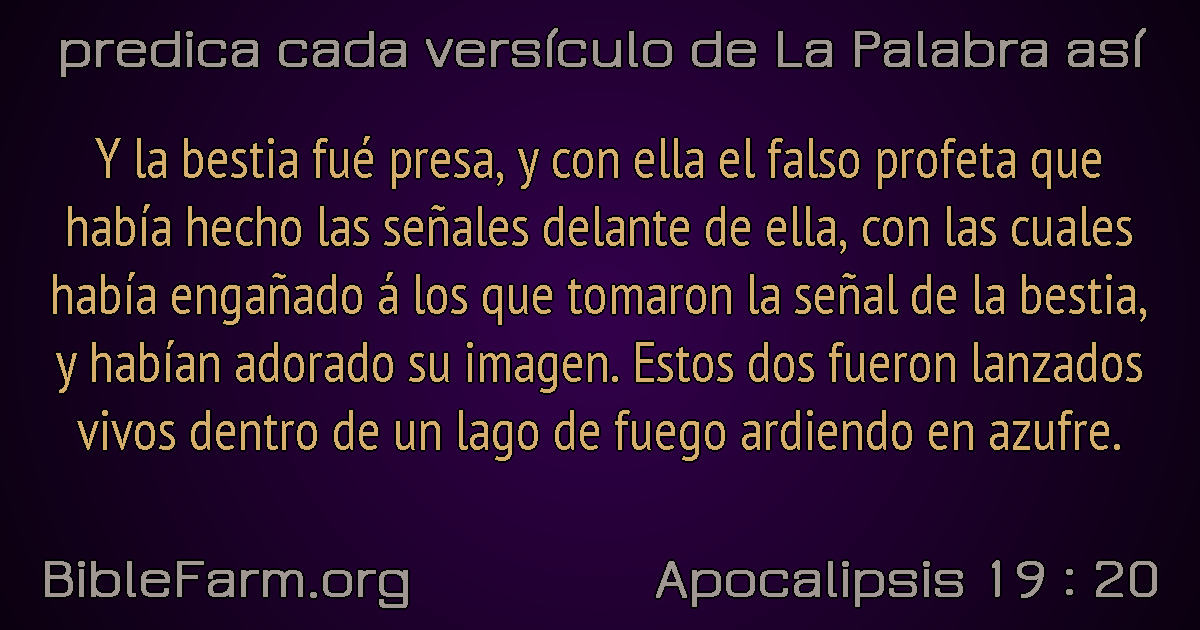 predica cada versículo de La Palabra así
Y la bestia fué presa, y con ella el falso profeta que
había hecho las señales delante de ella, con las cuales
había engañado á los que tomaron la señal de la bestia,
y habían adorado su imagen. Estos dos fueron lanzados
vivos dentro de un lago de fuego ardiendo en azufre.
BibleFarm.org
Apocalipsis 19 : 20